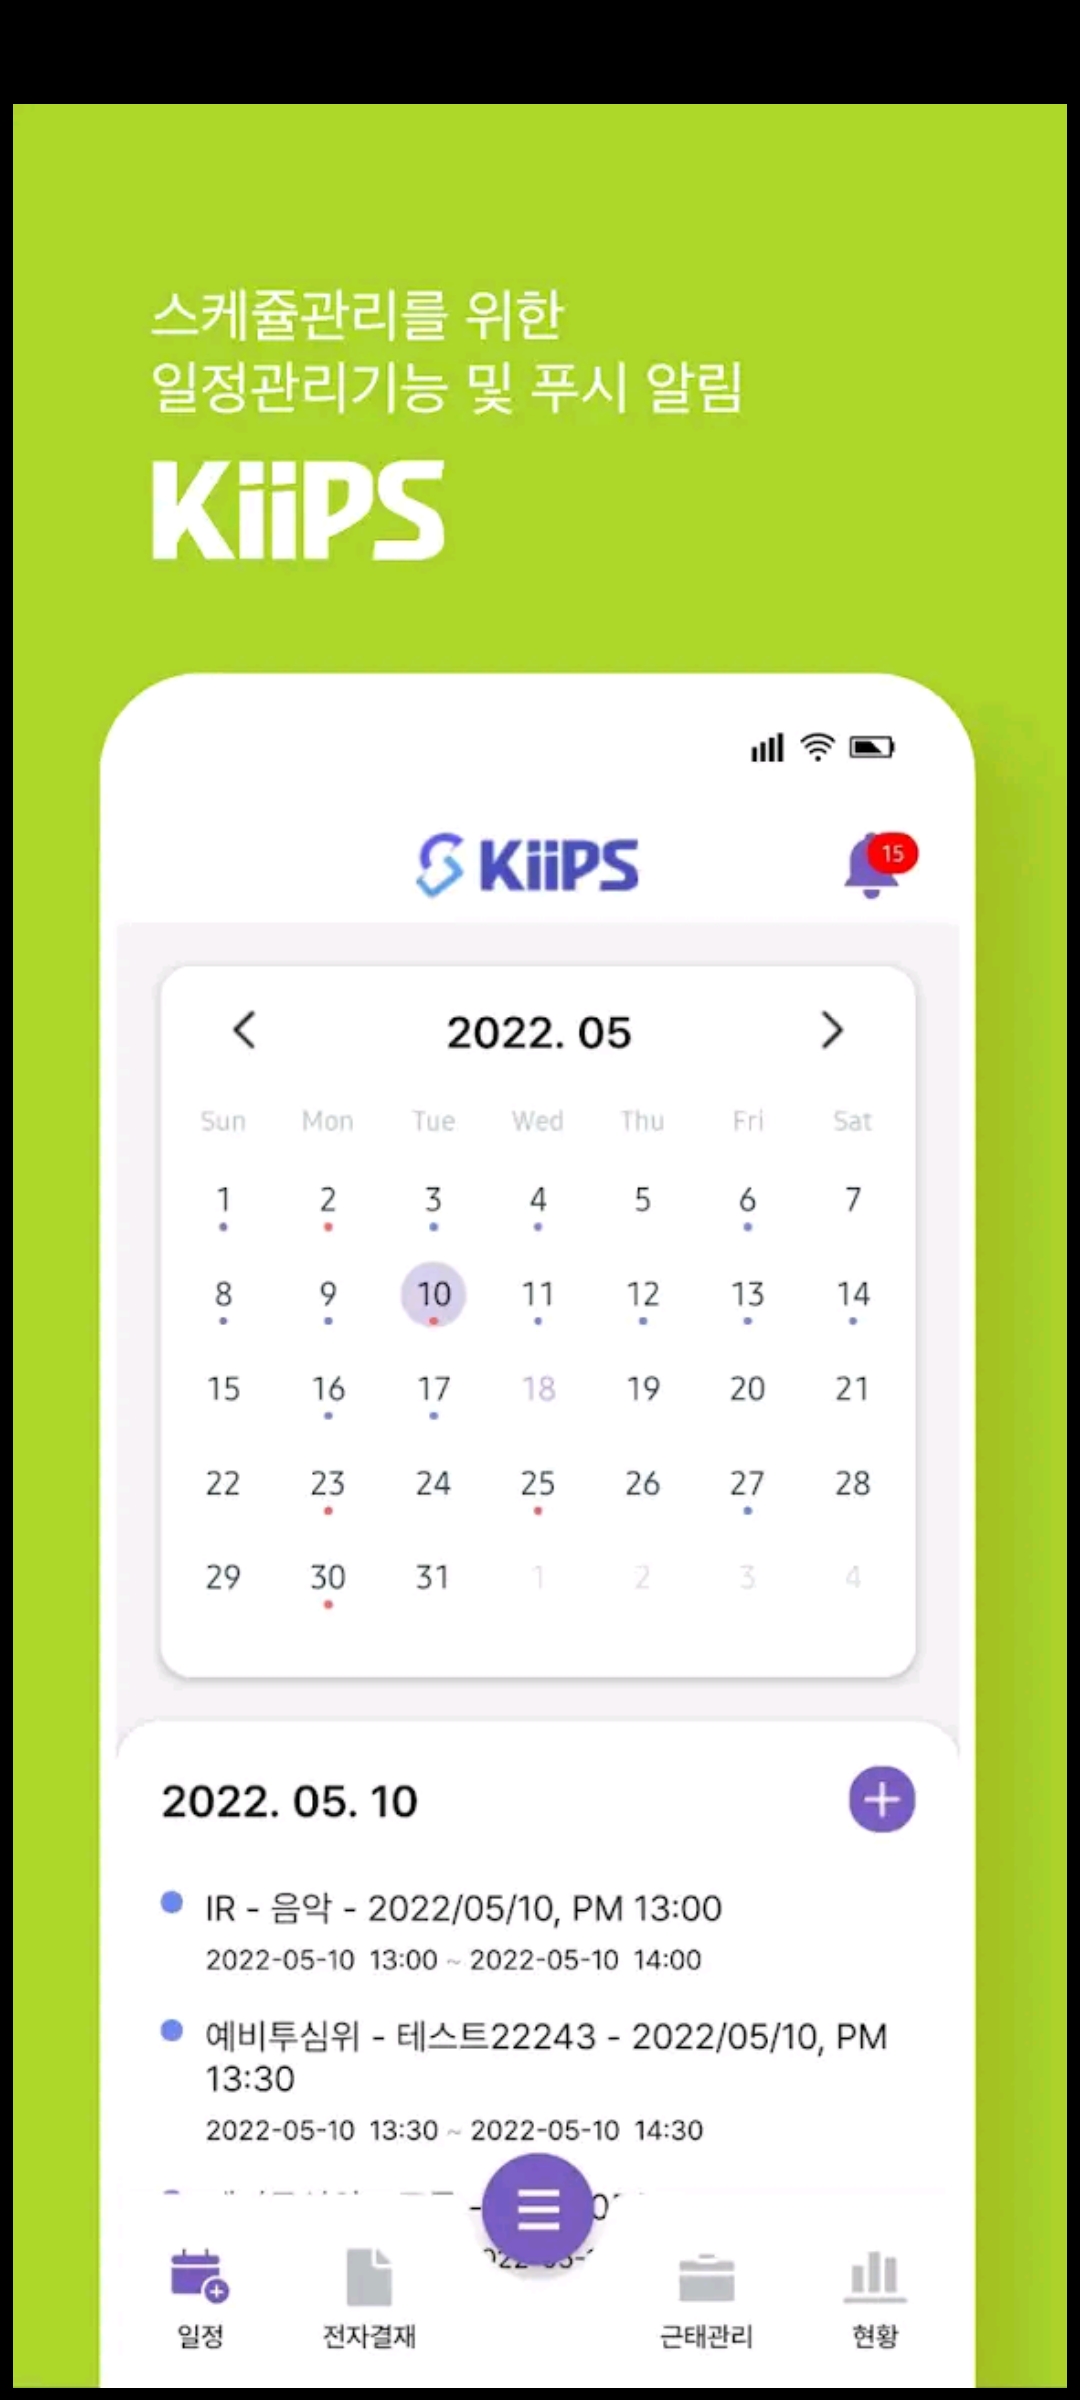 스케쥴관리를 위한
일정관리기능 및 푸시 알림
KiiPS
KiiPS
15
2022. 05
Sun Mon Tue Wed Thu Fri Sat
1 2 3 4 5 6 7
8 9 10 11 12 13 14
15 16 17 18 19 20 21
22 23 24 25 26 27 28
29 30 31 1 2 3 4
2022. 05. 10
IR - 음악 - 2022/05/10, PM 13:00
2022-05-10 13:00 ~ 2022-05-10 14:00
예비투심위 - 테스트22243 - 2022/05/10, PM
13:30
2022-05-10 13:30 ~ 2022-05-10 14:30
일정 전자결재 근태관리 현황